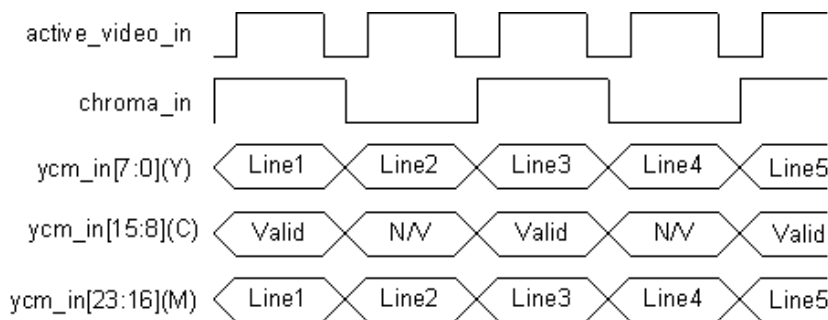 active_video_in
chroma_in
ycm_in[7:0](Y) Line1 Line2 Line3 Line4 Line5
ycm_in[15:8](C) Valid N/V Valid N/V Valid
ycm_in[23:16](M) Line1 Line2 Line3 Line4 Line5